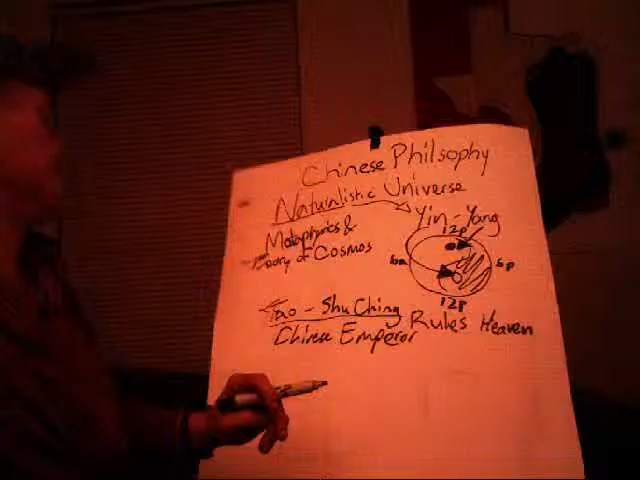 Chinese Philsophy
Naturalistic Universe
Yin-Yang
Metaphysics &
Theory of Cosmos
12p
6a
6p
12p
Tao - Shu Ching
Chinese Emperor Rules Heaven